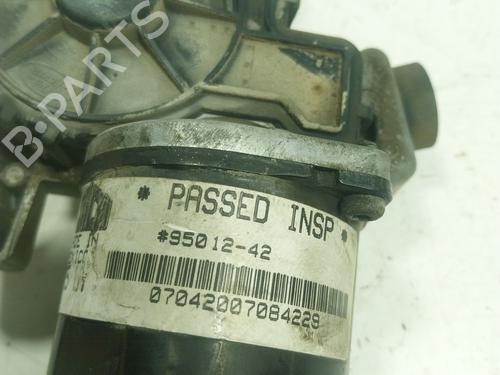 B-PARTS
* PASSED INSP *
*95012-42
07042007084229